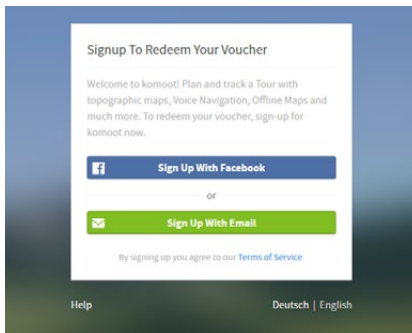 Signup To Redeem Your Voucher
Welcome to komoot! Plan and track a Tour with
topographic maps, Voice Navigation, Offline Maps and
much more. To redeem your voucher, sign-up for
komoot now.
Sign Up With Facebook
or
Sign Up With Email
By signing up you agree to our Terms of Service
Help Deutsch | English